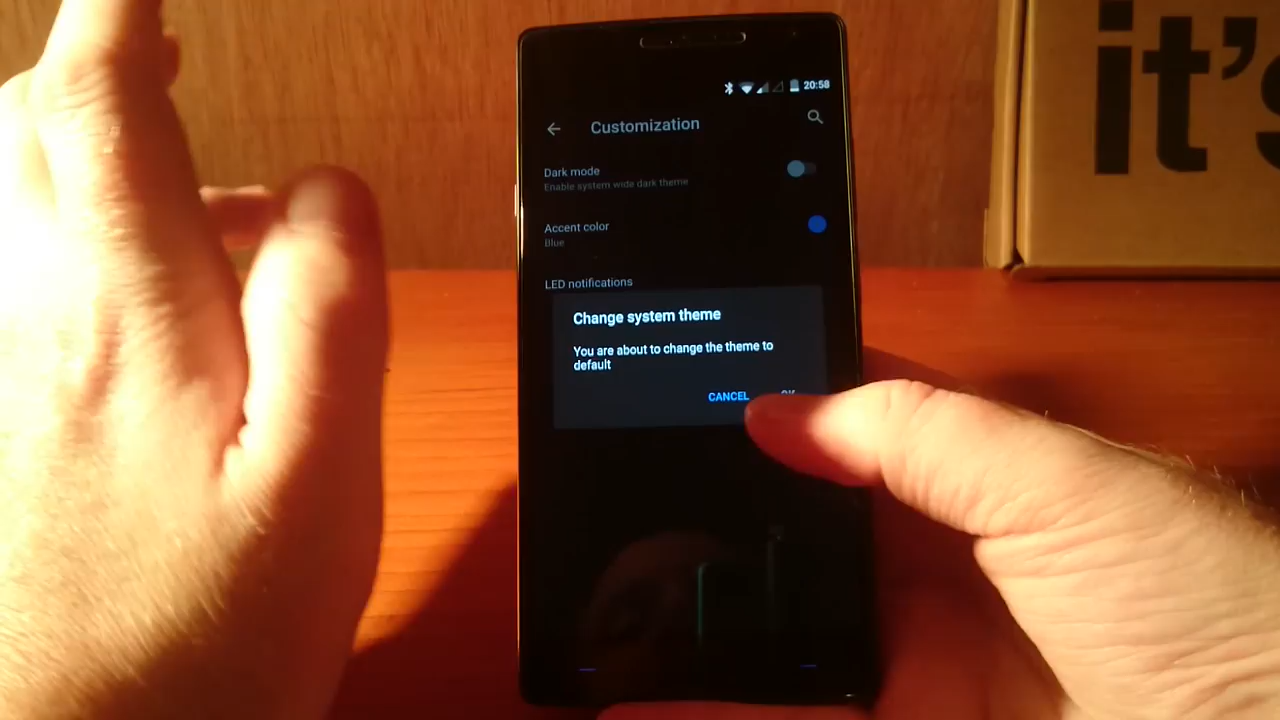 it's
20:58
Customization
Dark mode
Enable system wide dark theme
Accent color
Blue
LED notifications
Change system theme
You are about to change the theme to
default
CANCEL OK